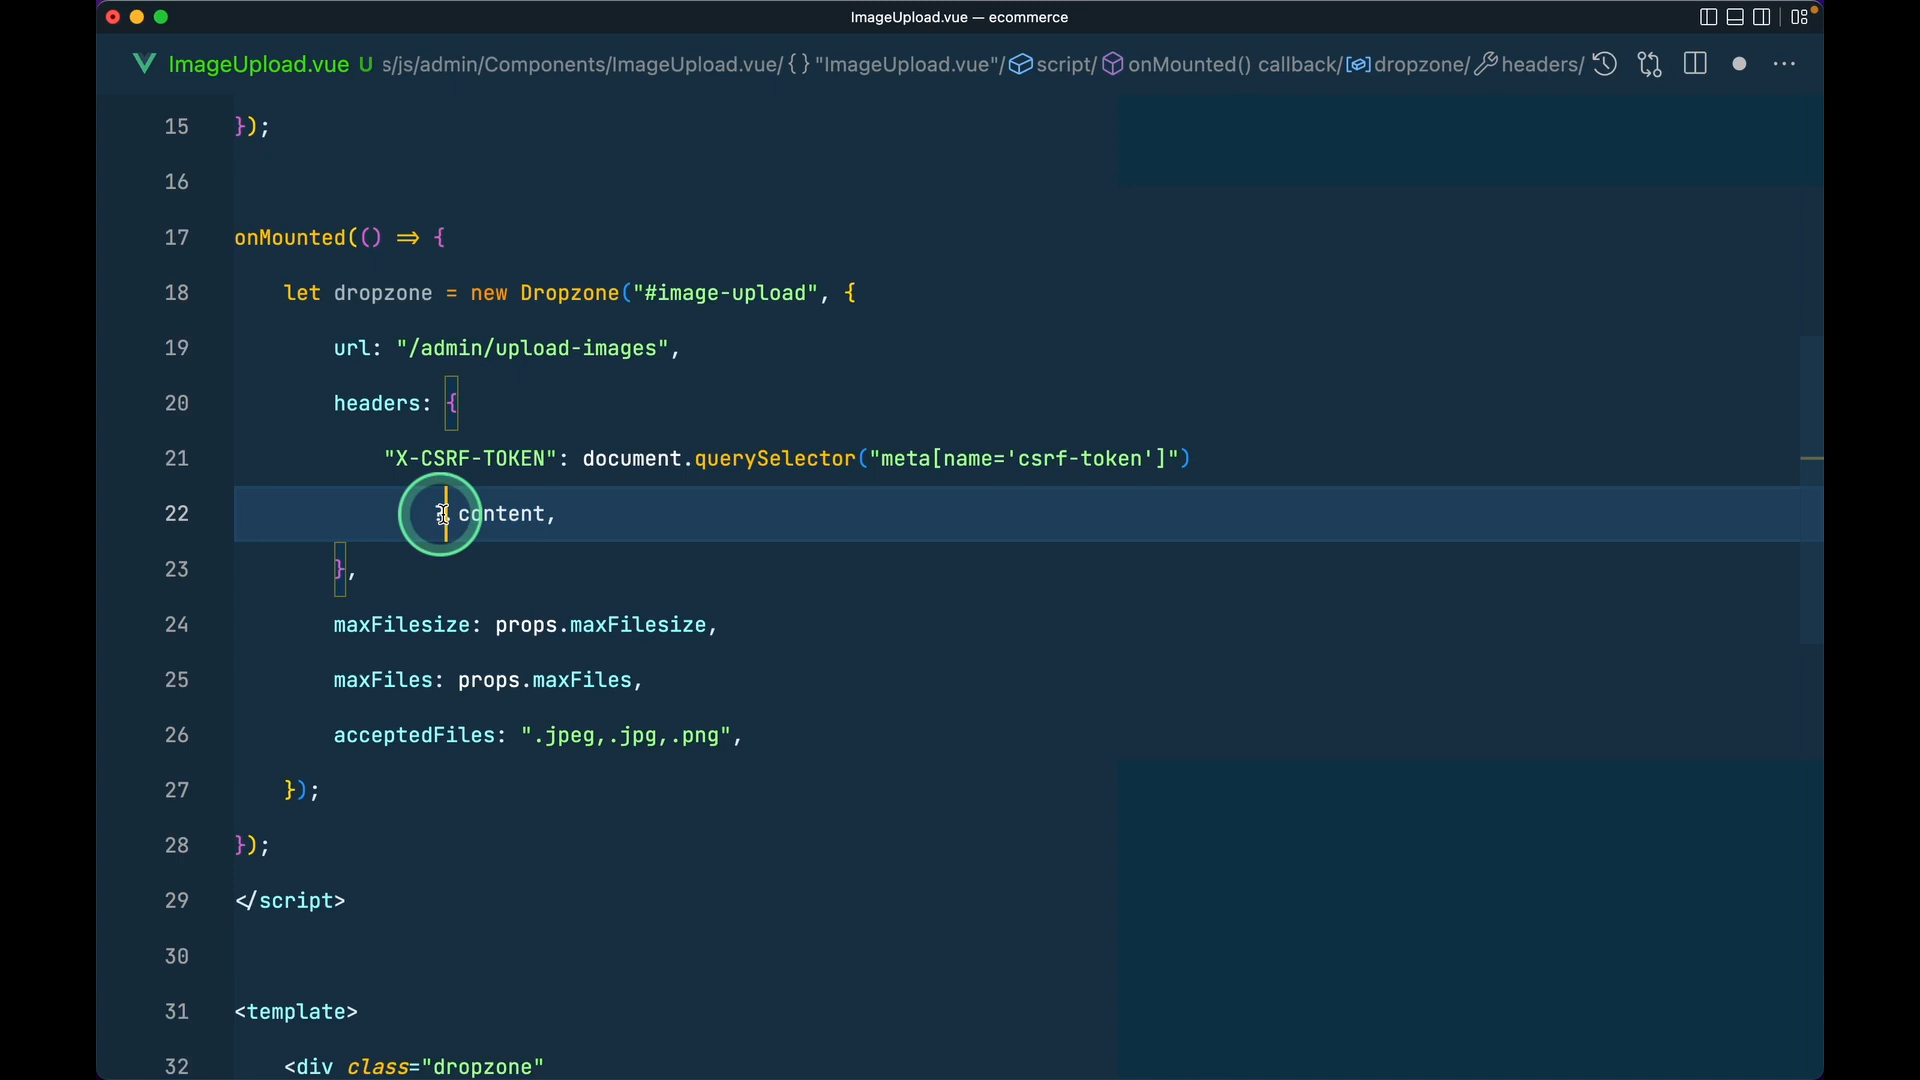 ImageUpload.vue — ecommerce
ImageUpload.vue U s/js/admin/Components/ImageUpload.vue/ {} "ImageUpload.vue"/ script/ onMounted() callback/ dropzone/ headers/
15 });
16
17 onMounted(() => {
18 let dropzone = new Dropzone("#image-upload", {
19 url: "/admin/upload-images",
20 headers: {
21 "X-CSRF-TOKEN": document.querySelector("meta[name='csrf-token']")
22 content,
23 },
24 maxFilesize: props.maxFilesize,
25 maxFiles: props.maxFiles,
26 acceptedFiles: ".jpeg,.jpg,.png",
27 });
28 });
29 </script>
30
31 <template>
32 <div class="dropzone"